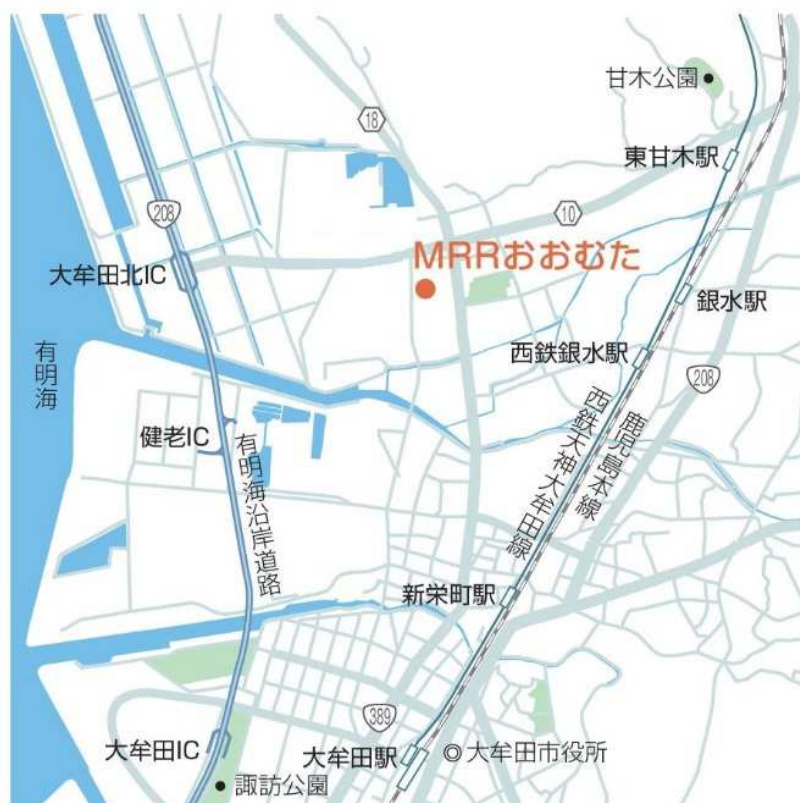 甘木公園
18
東甘木駅
208
10
MRRおおむた
大牟田北IC
銀水駅
有明海
西鉄銀水駅
208
健老IC
有明海沿岸道路
西鉄天神大牟田線
鹿児島本線
新栄町駅
389
大牟田IC
大牟田駅
大牟田市役所
諏訪公園